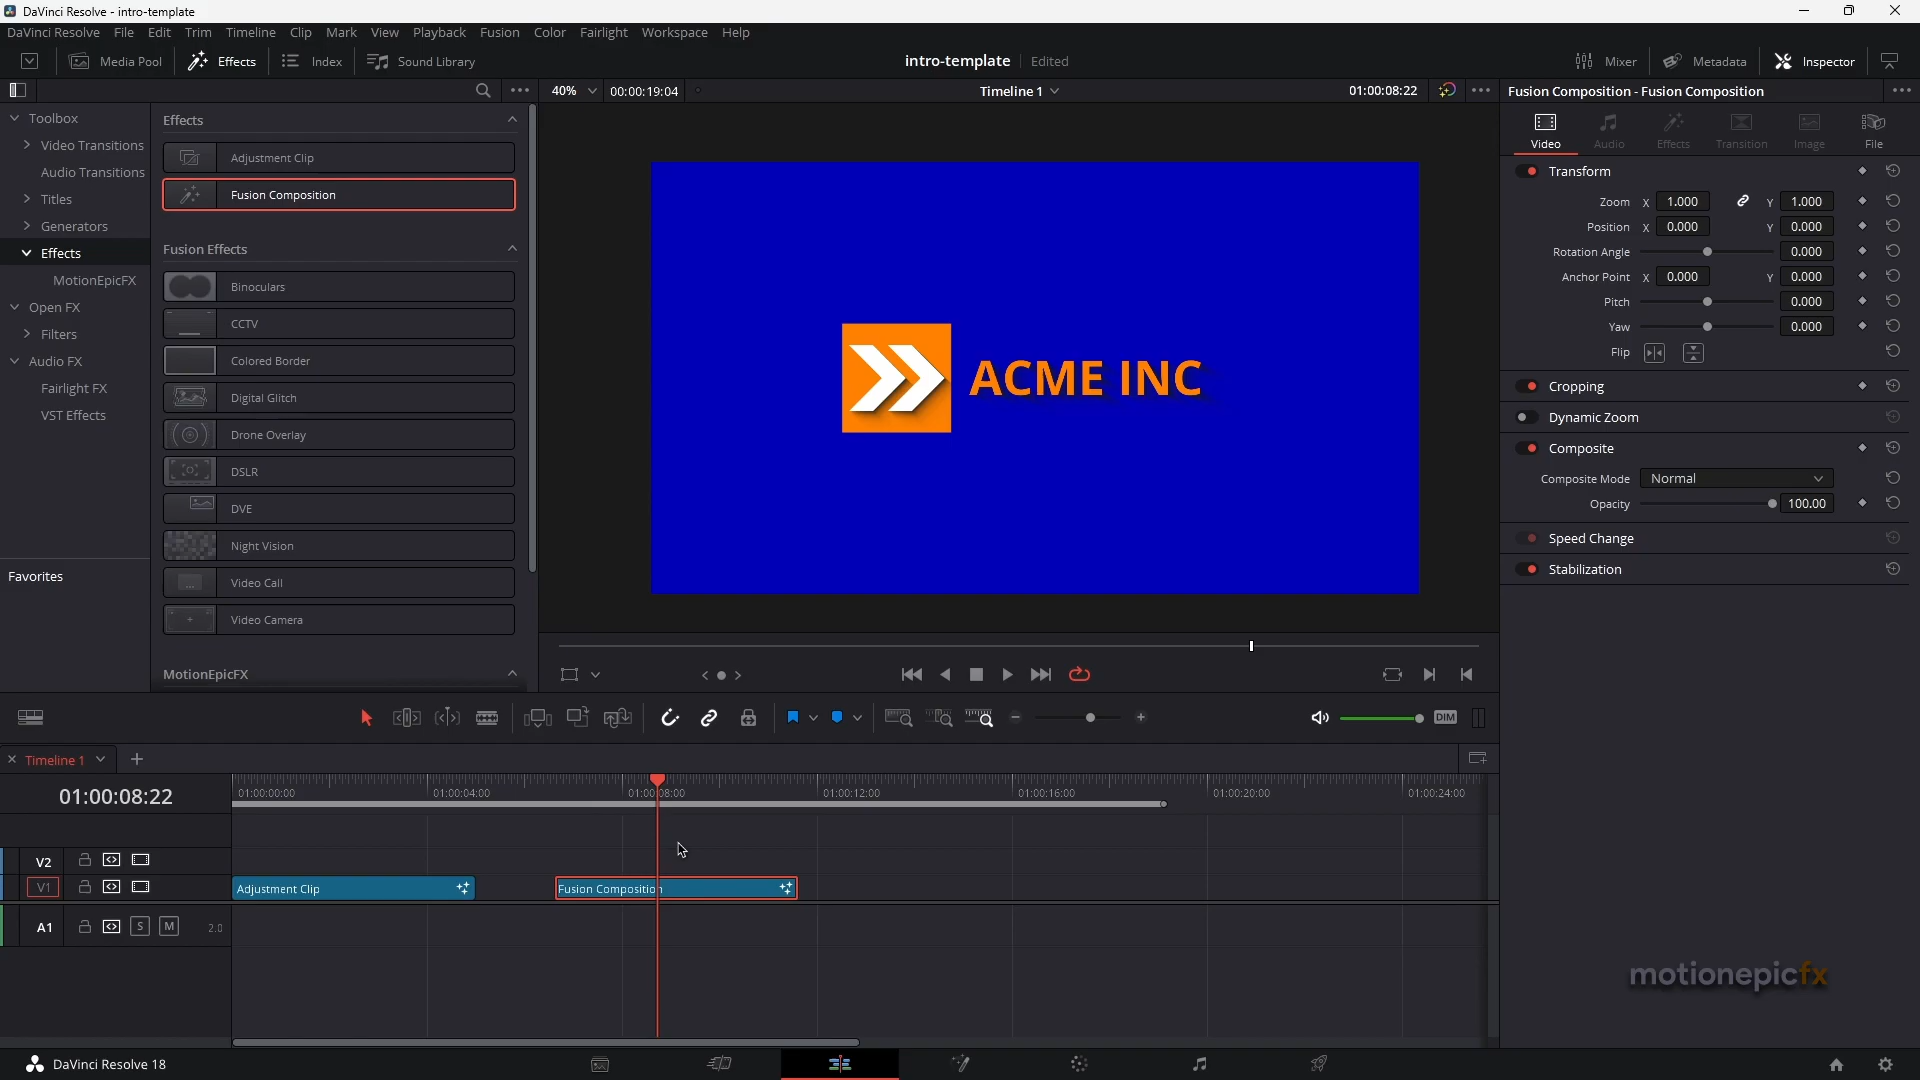 DaVinci Resolve - intro-template
DaVinci Resolve File Edit Trim Timeline Clip Mark View Playback Fusion Color Fairlight Workspace Help
Media Pool Effects Index Sound Library intro-template Edited Mixer Metadata Inspector
40% 00:00:19:04 Timeline 1 01:00:08:22 Fusion Composition - Fusion Composition
Toolbox
Video Transitions
Audio Transitions
Titles
Generators
Effects
MotionEpicFX
Open FX
Filters
Audio FX
Fairlight FX
VST Effects
Favorites
Effects
Adjustment Clip
Fusion Composition
Fusion Effects
Binoculars
CCTV
Colored Border
Digital Glitch
Drone Overlay
DSLR
DVE
Night Vision
Video Call
Video Camera
MotionEpicFX
ACME INC
Video Audio Effects Transition Image File
Transform
Zoom X 1.000 Y 1.000
Position X 0.000 Y 0.000
Rotation Angle 0.000
Anchor Point X 0.000 Y 0.000
Pitch 0.000
Yaw 0.000
Flip
Cropping
Dynamic Zoom
Composite
Composite Mode Normal
Opacity 100.00
Speed Change
Stabilization
DIM
Timeline 1
01:00:08:22
01:00:00:00 01:00:04:00 01:00:08:00 01:00:12:00 01:00:16:00 01:00:20:00 01:00:24:00
V2
V1 Adjustment Clip Fusion Composition
A1 S M 2.0
motionepicfx
DaVinci Resolve 18